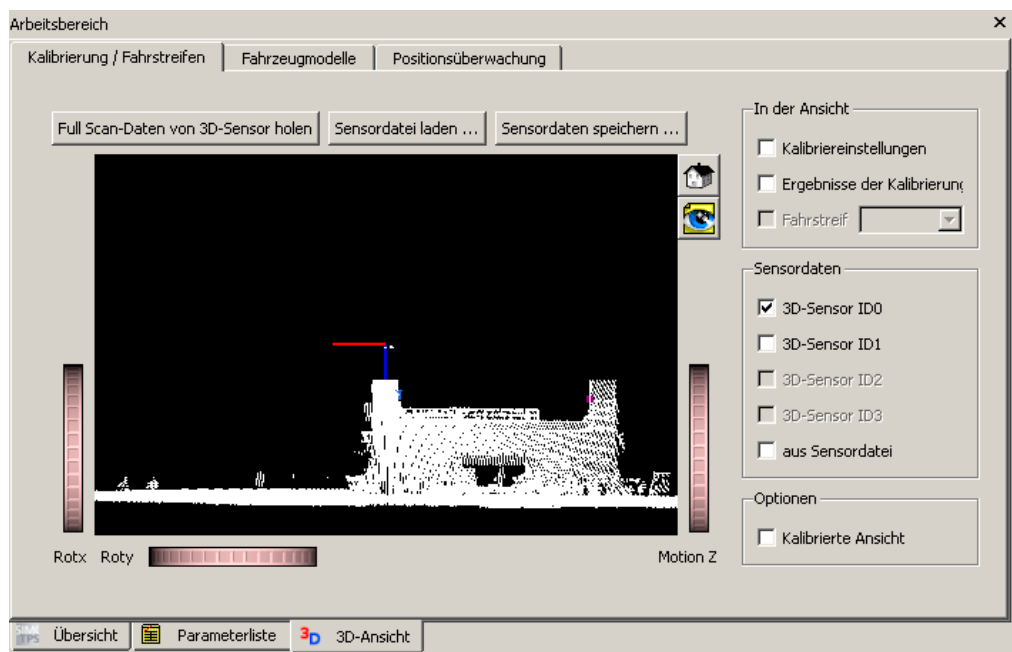 Arbeitsbereich
Kalibrierung / Fahrstreifen
Fahrzeugmodelle
Positionsüberwachung
Full Scan-Daten von 3D-Sensor holen
Sensordatei laden ...
Sensordaten speichern ...
In der Ansicht
Kalibriereinstellungen
Ergebnisse der Kalibrierung
Fahrstreif
Sensordaten
3D-Sensor ID0
3D-Sensor ID1
3D-Sensor ID2
3D-Sensor ID3
aus Sensordatei
Optionen
Kalibrierte Ansicht
Rotx Roty
Motion Z
Übersicht
Parameterliste
3D
3D-Ansicht